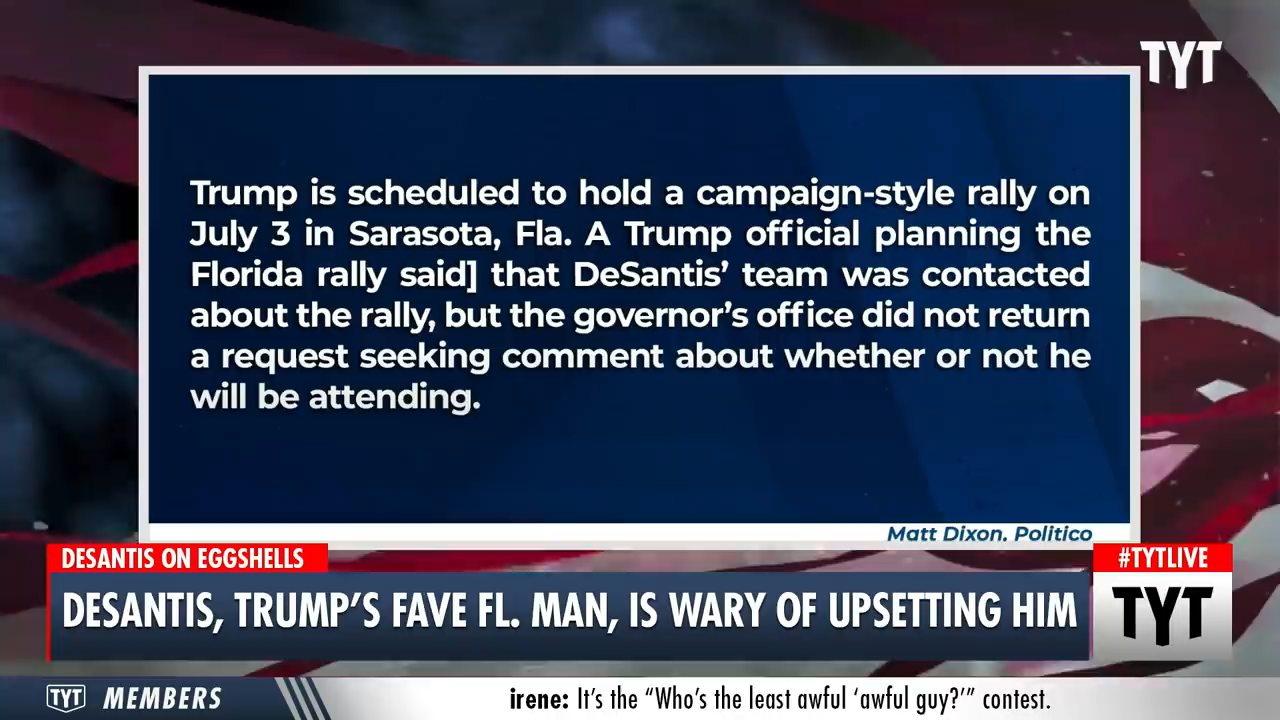 TYT
Trump is scheduled to hold a campaign-style rally on
July 3 in Sarasota, Fla. A Trump official planning the
Florida rally said] that DeSantis’ team was contacted
about the rally, but the governor’s office did not return
a request seeking comment about whether or not he
will be attending.
Matt Dixon, Politico
DESANTIS ON EGGSHELLS
#TYTLIVE
DESANTIS, TRUMP’S FAVE FL. MAN, IS WARY OF UPSETTING HIM
TYT
TYT MEMBERS
irene: It’s the “Who’s the least awful ‘awful guy?’” contest.